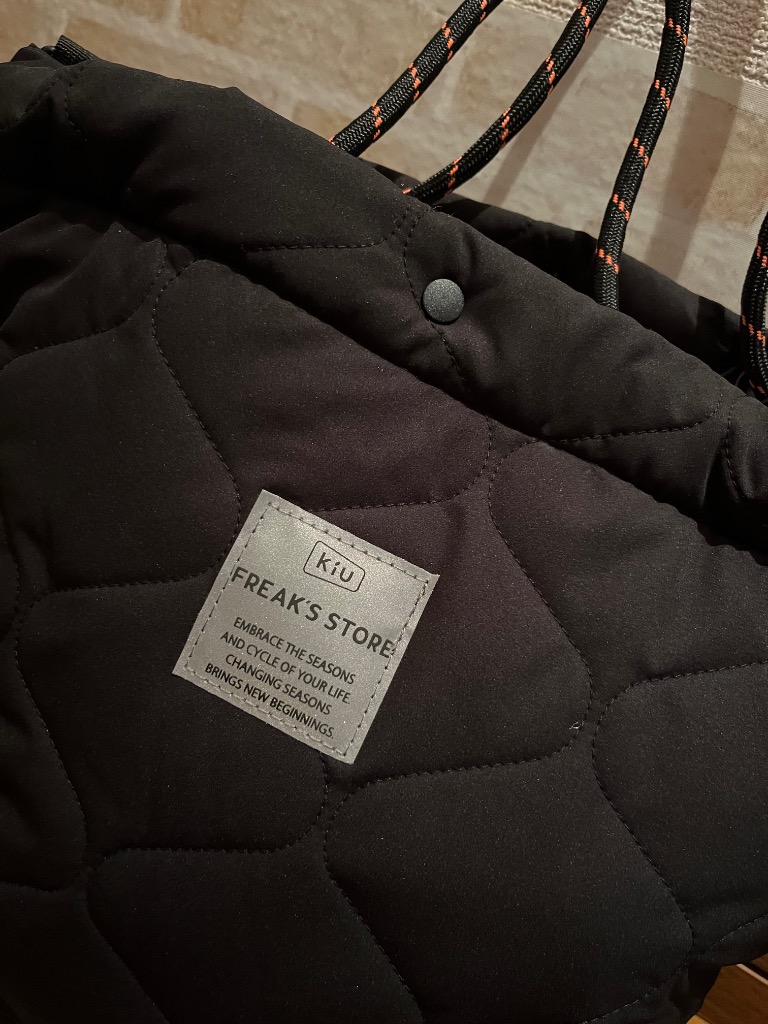 kiu
FREAK'S STORE
EMBRACE THE SEASONS
AND CYCLE OF YOUR LIFE.
CHANGING SEASONS
BRINGS NEW BEGINNINGS.